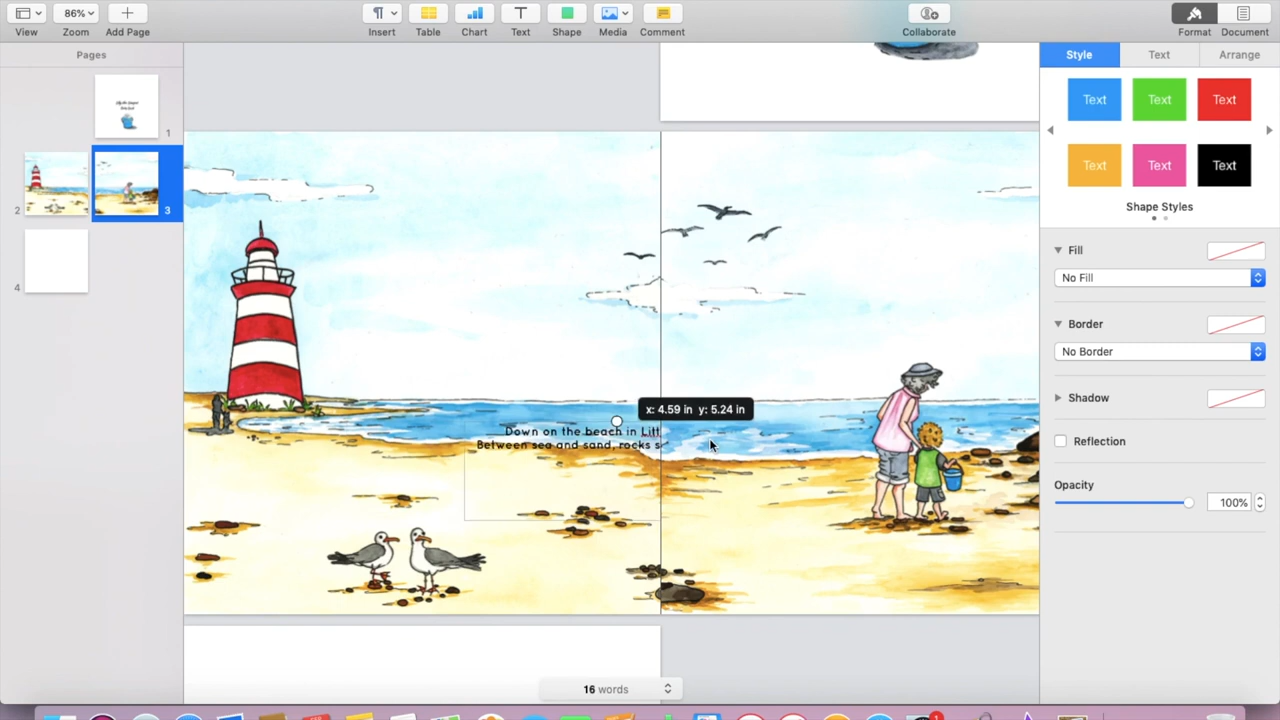 86%
View
Zoom
Add Page
Insert
Table
Chart
Text
Shape
Media
Comment
Collaborate
Format
Document
Pages
1
2
3
4
Style
Text
Arrange
Text
Text
Text
Text
Text
Text
Shape Styles
Fill
No Fill
Border
No Border
Shadow
Reflection
Opacity
100%
x: 4.59 in y: 5.24 in
Down on the beach in Litt
Between sea and sand, rocks s
16 words